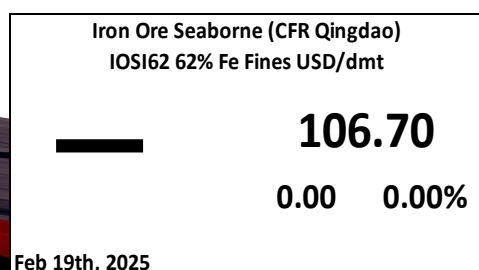 Iron Ore Seaborne (CFR Qingdao)
IOSI62 62% Fe Fines USD/dmt
106.70
0.00 0.00%
Feb 19th, 2025